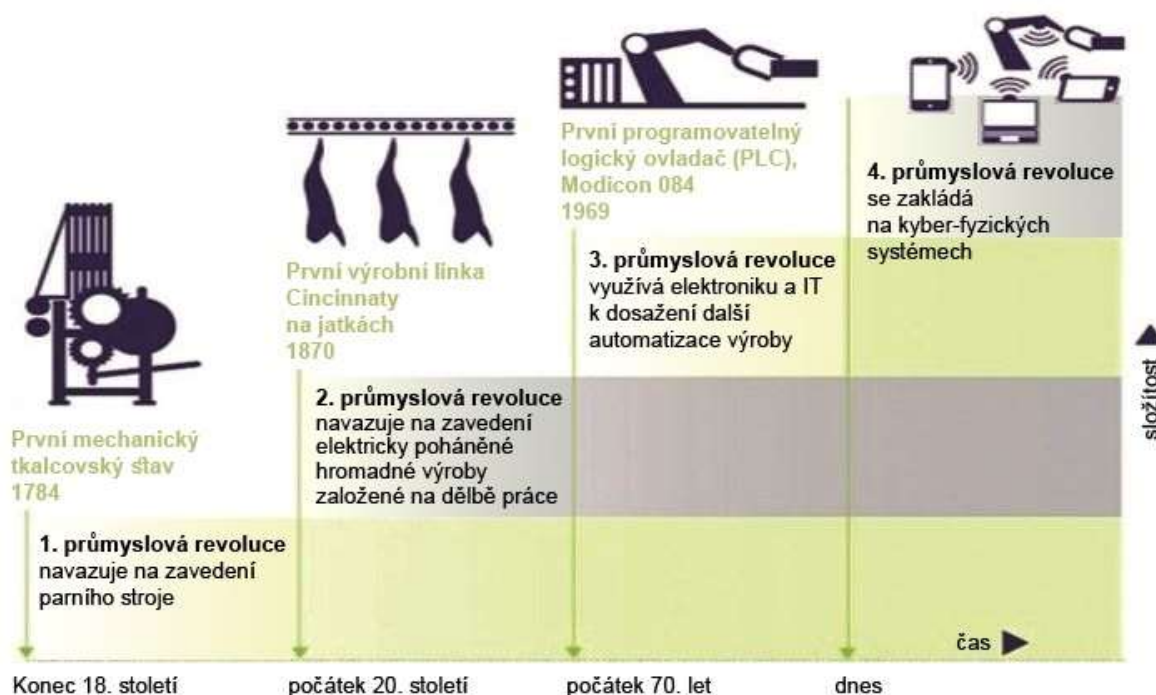 První mechanický
tkalcovský stav
1784
1. průmyslová revoluce
navazuje na zavedení
parního stroje
Konec 18. století
První výrobní línka
Cincinnaty
na jatkách
1870
2. průmyslová revoluce
navazuje na zavedení
elektricky poháněné
hromadné výroby
založené na dělbě práce
počátek 20. století
První programovatelný
logický ovladač (PLC),
Modicon 084
1969
3. průmyslová revoluce
využívá elektroniku a IT
k dosažení další
automatizace výroby
počátek 70. let
4. průmyslová revoluce
se zakládá
na kyber-fyzických
systémech
dnes
složítost
čas